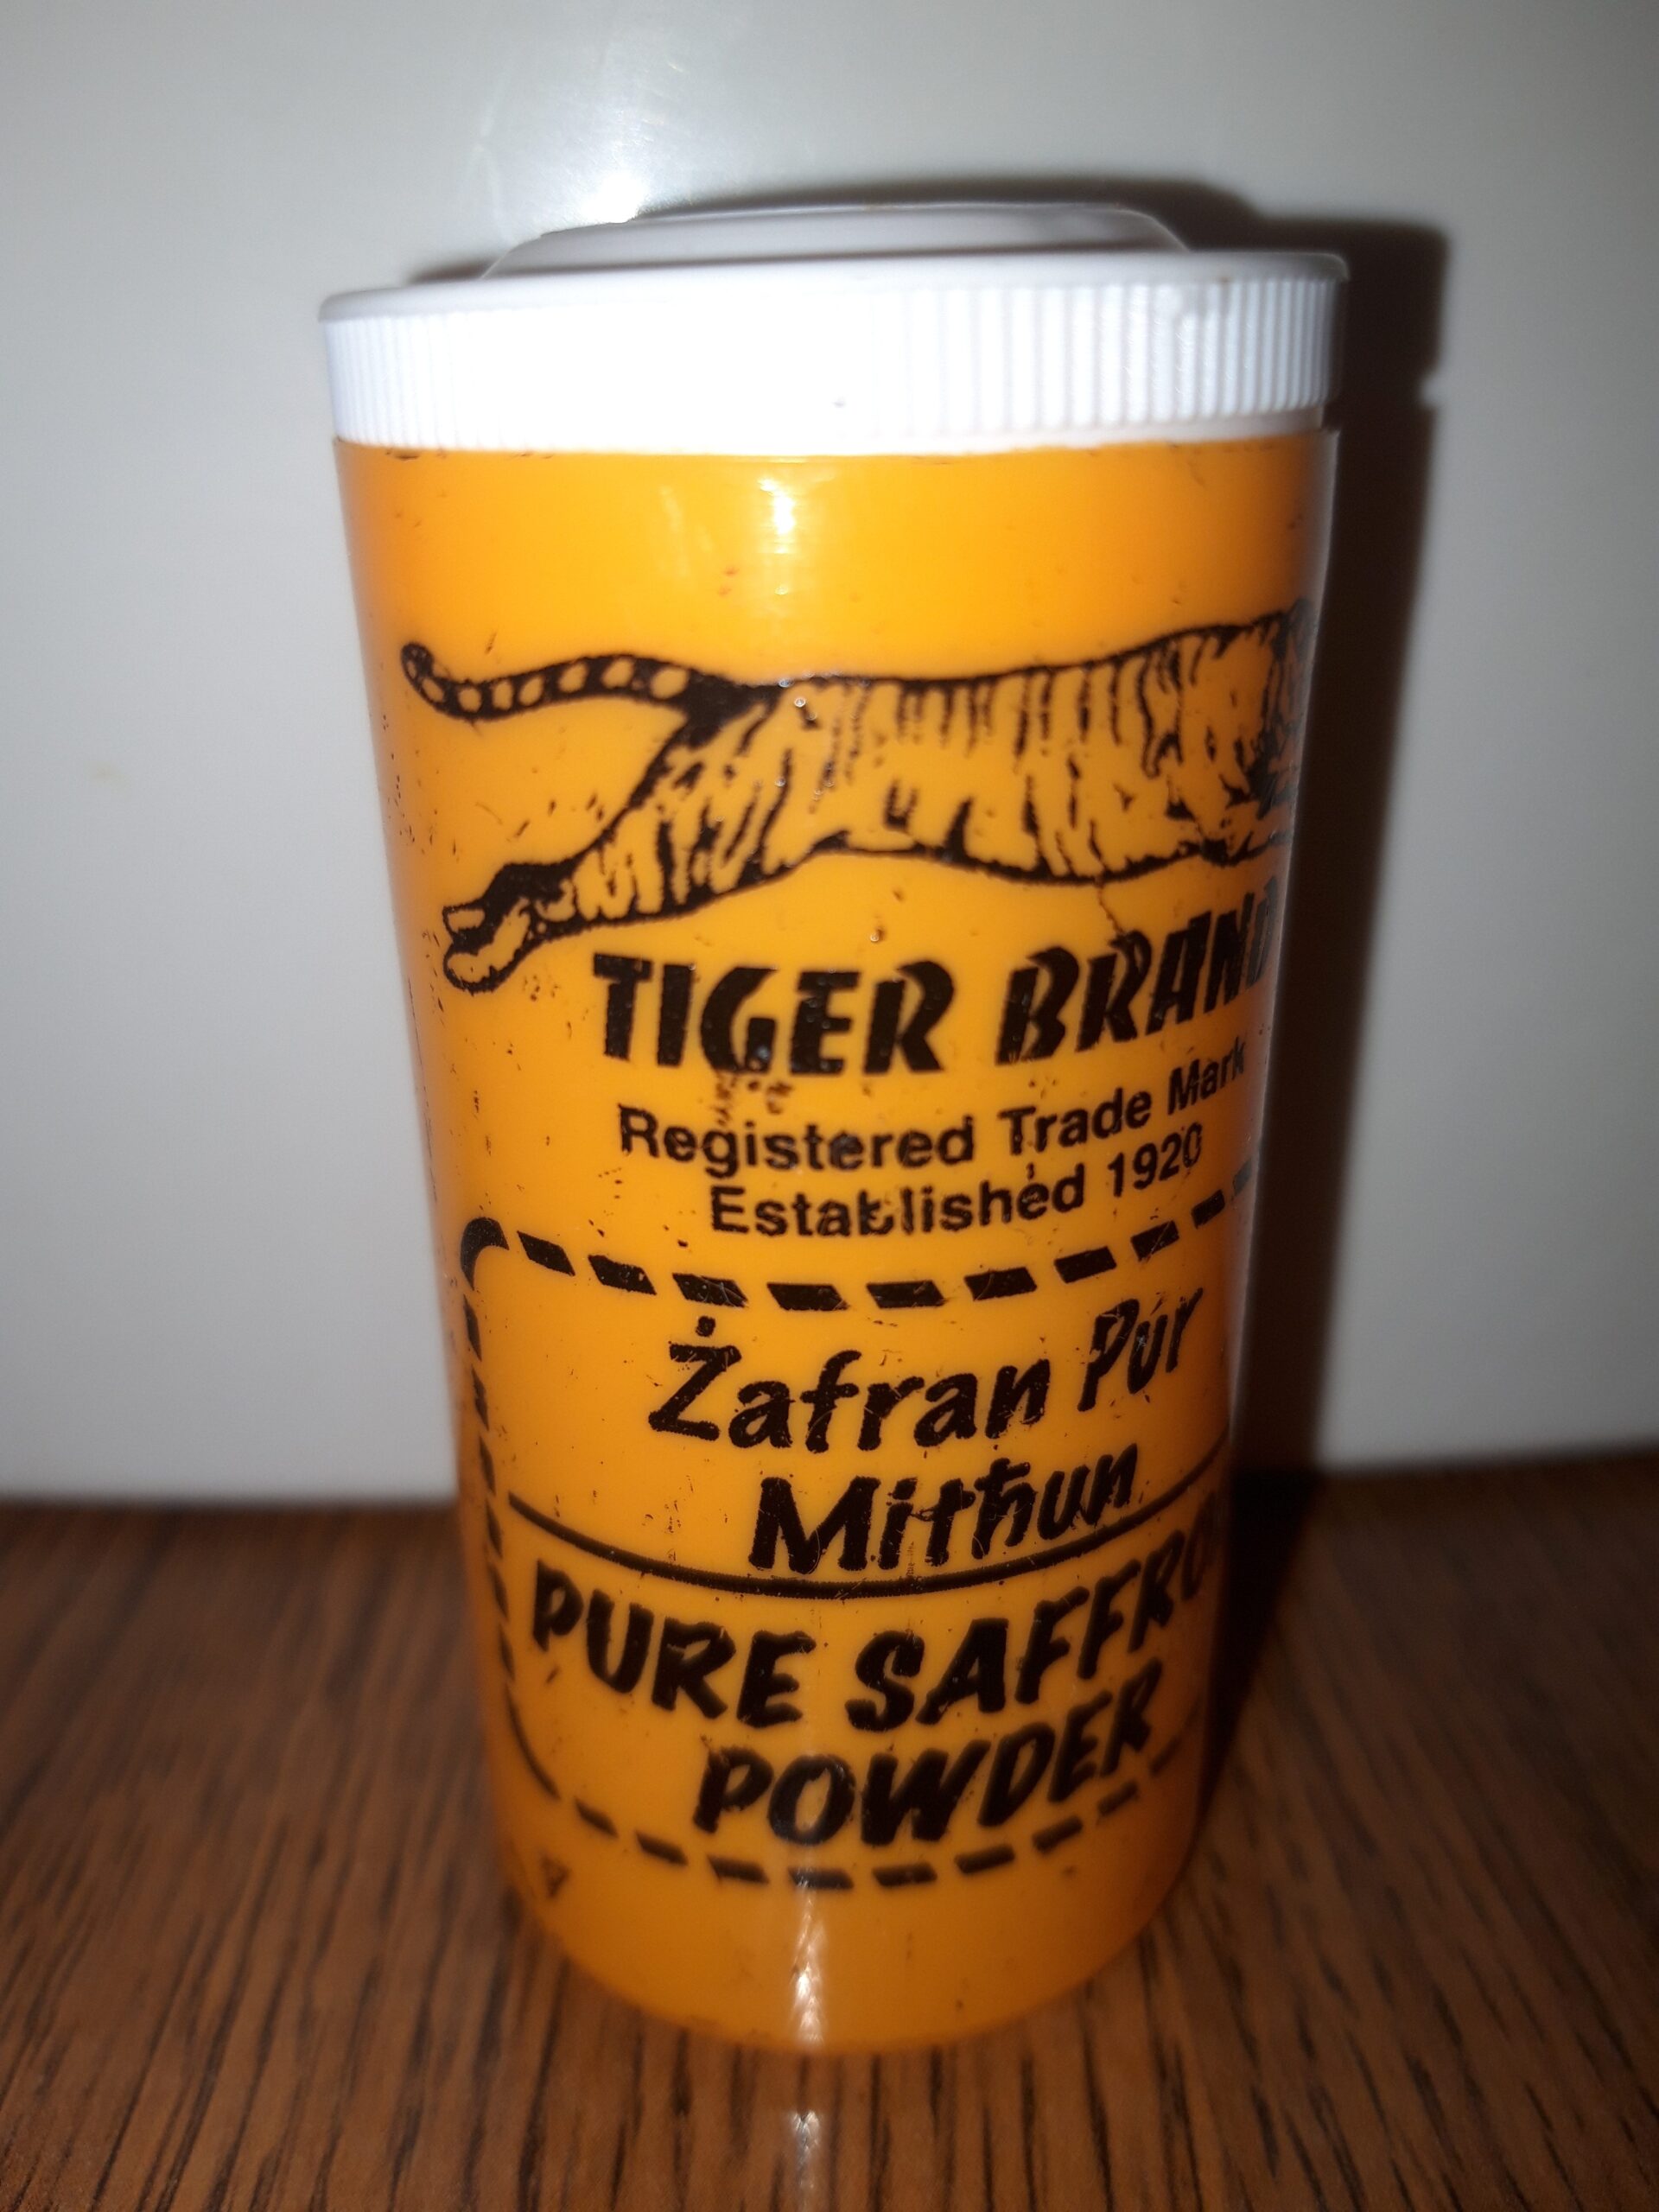 TIGER BRAND
Registered Trade Mark
Established 1920
Żafran Pur
Mitħun
PURE SAFFRO
POWDER